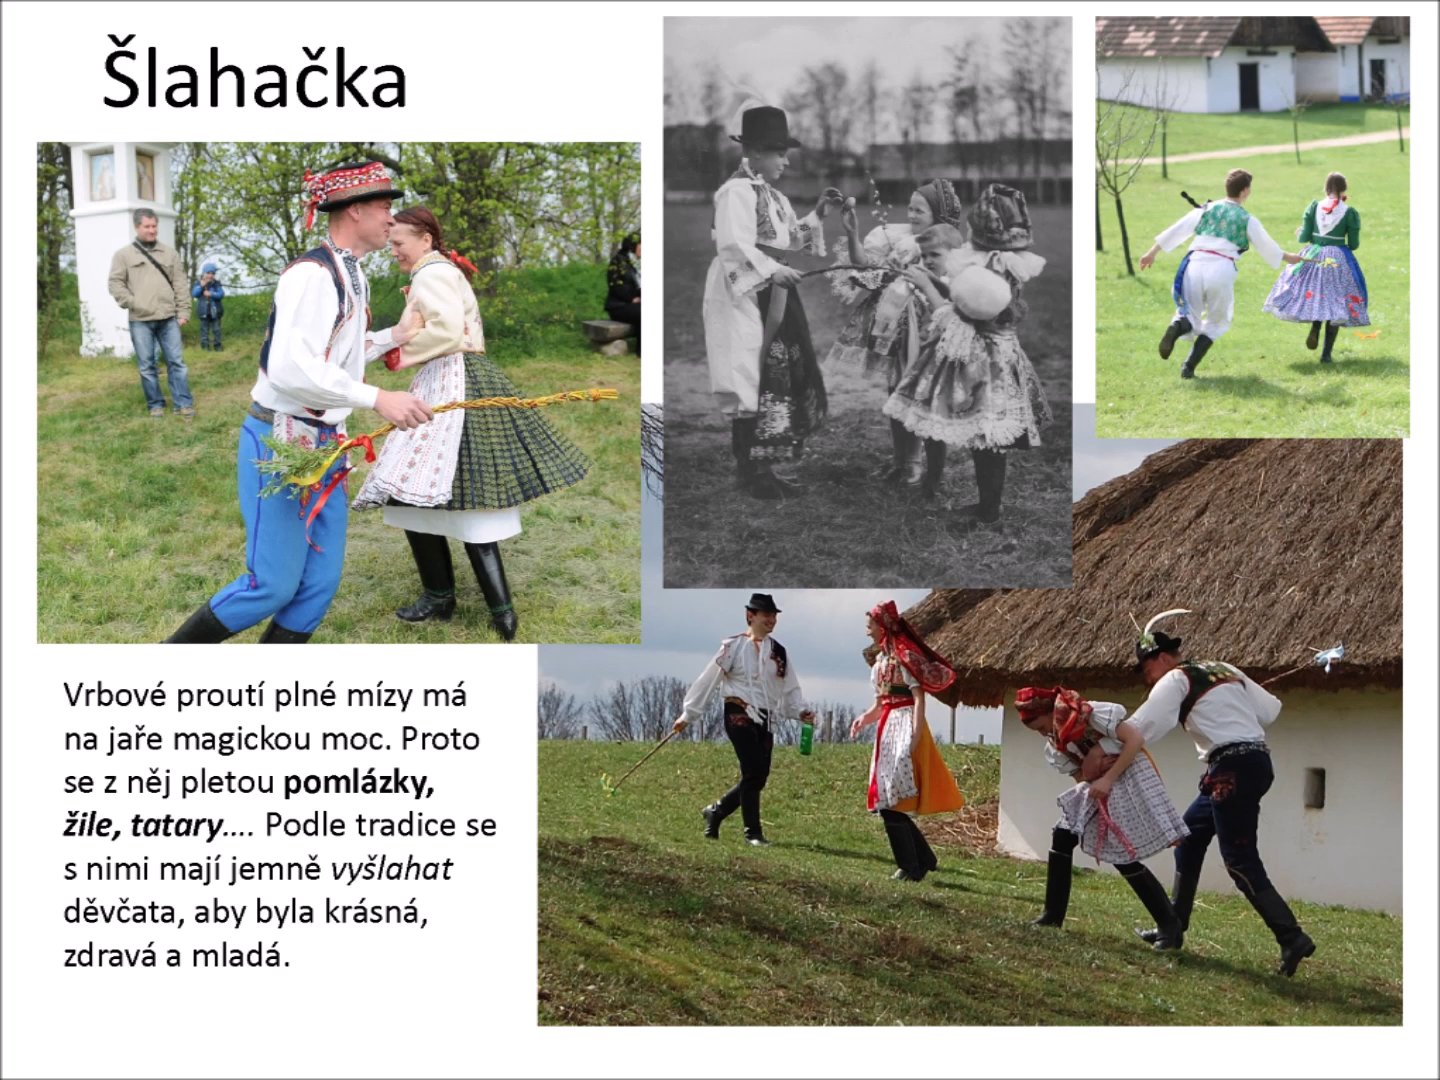 Šlahačka
Vrbové proutí plné mízy má
na jaře magickou moc. Proto
se z něj pletou pomlázky,
žile, tatary.... Podle tradice se
s nimi mají jemně vyšlahat
děvčata, aby byla krásná,
zdravá a mladá.